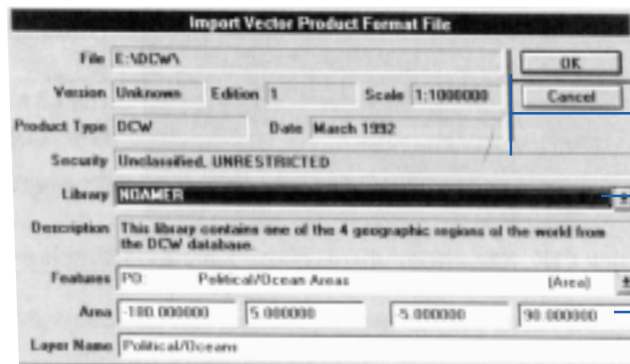 Import Vector Product Format File
File E:\DCW\ OK
Version Unknown Edition 1 Scale 1:1000000 Cancel
Product Type DCW Date March 1992
Security Unclassified, UNRESTRICTED
Library NOAMER
Description This library contains one of the 4 geographic regions of the world from
the DCW database.
Features PO: Political/Ocean Areas (Area)
Area -180.000000 5.000000 -5.000000 90.000000
Layer Name Political/Oceans